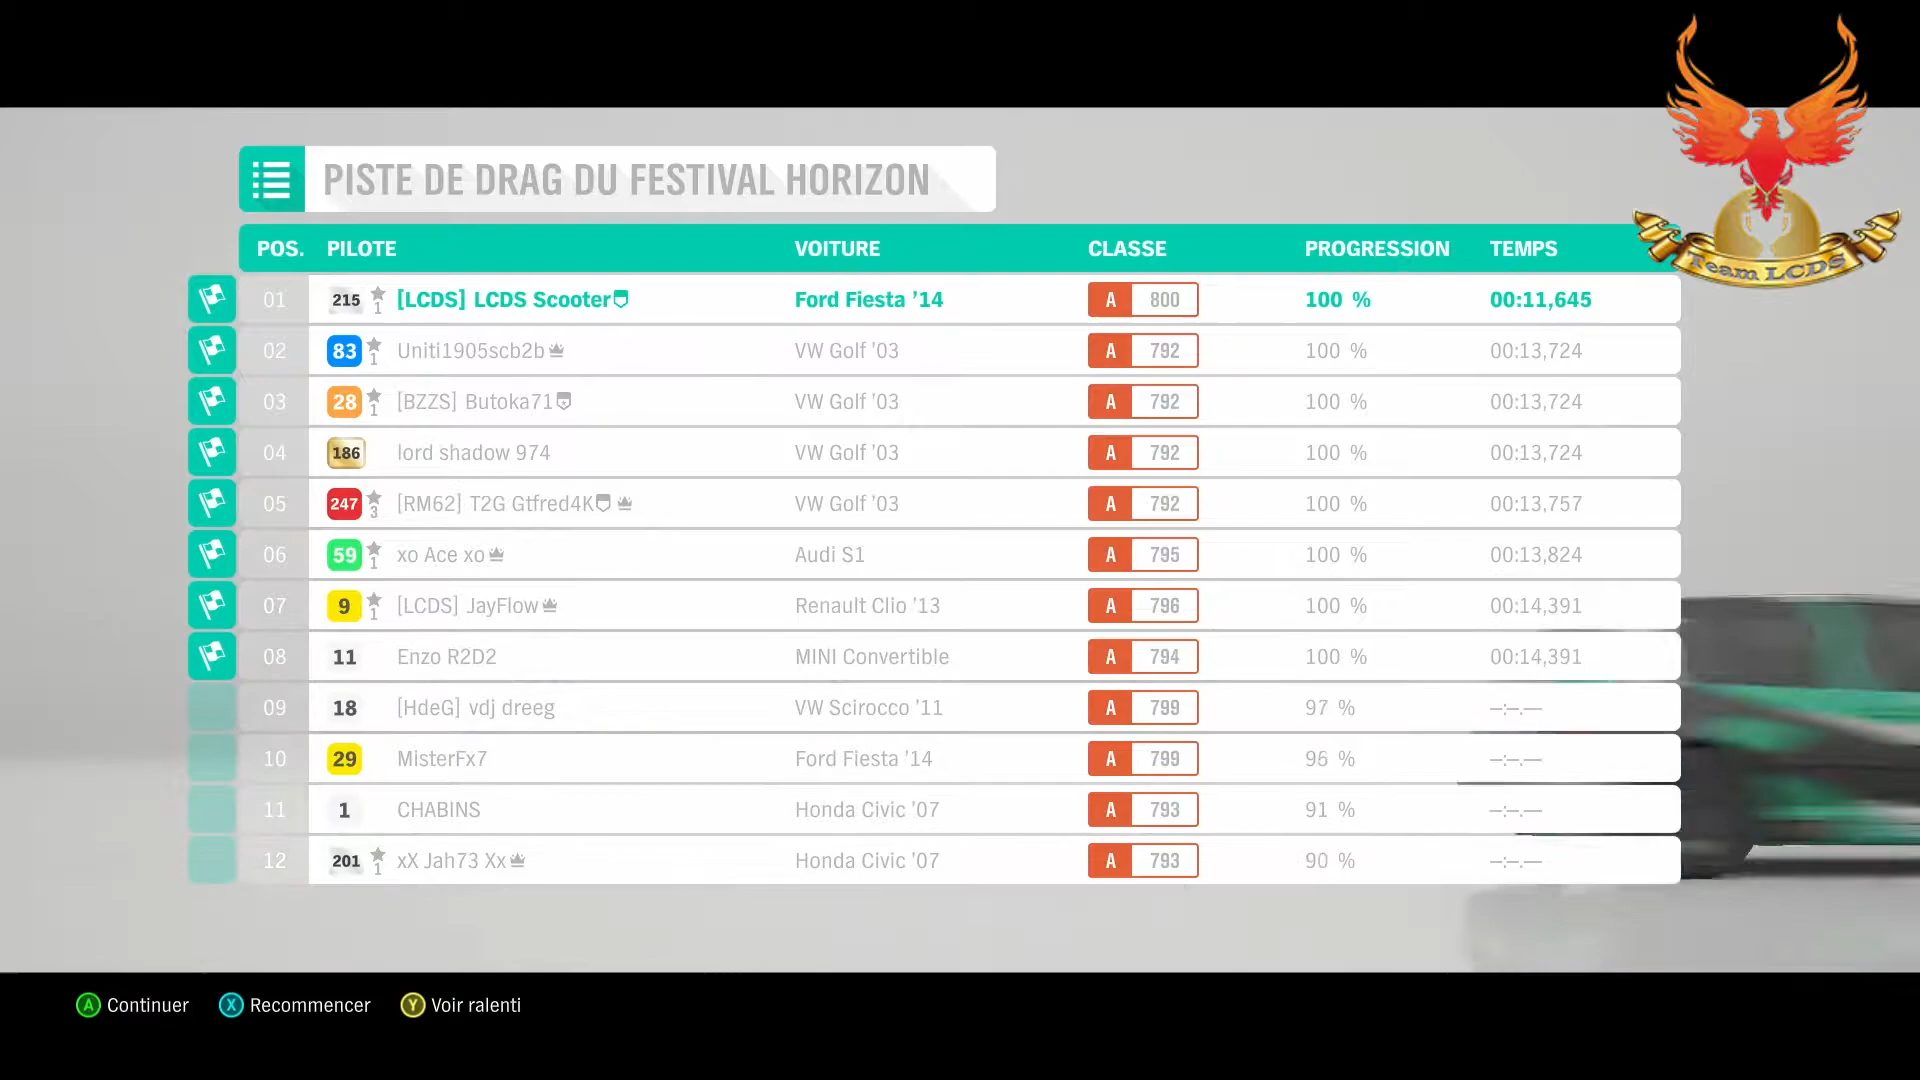 PISTE DE DRAG DU FESTIVAL HORIZON
POS. PILOTE VOITURE CLASSE PROGRESSION TEMPS
01 215 1 [LCDS] LCDS Scooter Ford Fiesta '14 A 800 100 % 00:11,645
02 83 1 Uniti1905scb2b VW Golf '03 A 792 100 % 00:13,724
03 28 1 [BZZS] Butoka71 VW Golf '03 A 792 100 % 00:13,724
04 186 lord shadow 974 VW Golf '03 A 792 100 % 00:13,724
05 247 3 [RM62] T2G Gtfred4K VW Golf '03 A 792 100 % 00:13,757
06 59 1 xo Ace xo Audi S1 A 795 100 % 00:13,824
07 9 1 [LCDS] JayFlow Renault Clio '13 A 796 100 % 00:14,391
08 11 Enzo R2D2 MINI Convertible A 794 100 % 00:14,391
09 18 [HdeG] vdj dreeg VW Scirocco '11 A 799 97 % —:—.—
10 29 MisterFx7 Ford Fiesta '14 A 799 96 % —:—.—
11 1 CHABINS Honda Civic '07 A 793 91 % —:—.—
12 201 1 xX Jah73 Xx Honda Civic '07 A 793 90 % —:—.—
Team LCDS
A Continuer X Recommencer Y Voir ralenti